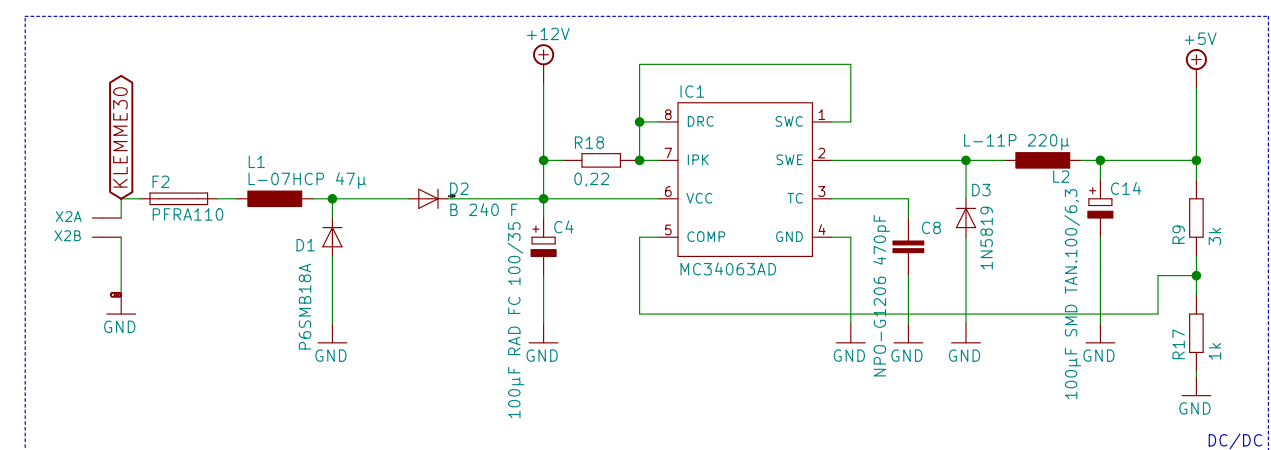 +12V
+5V
KLEMME30
IC1
8
DRC
SWC
1
R18
7
IPK
SWE
2
L-11P 220µ
L1
L-07HCP 47µ
0,22
L2
F2
D2
6
VCC
TC
3
D3
C14
X2A
PFRA110
B 240 F
X2B
D1
C4
5
COMP
GND
4
C8
R9
3k
MC34063AD
1N5819
P6SMB18A
100µF RAD FC 100/35
NPO-G1206 470pF
100µF SMD TAN.100/6,3
GND
GND
GND
GND
GND
GND
GND
R17
1k
GND
DC/DC
+
+